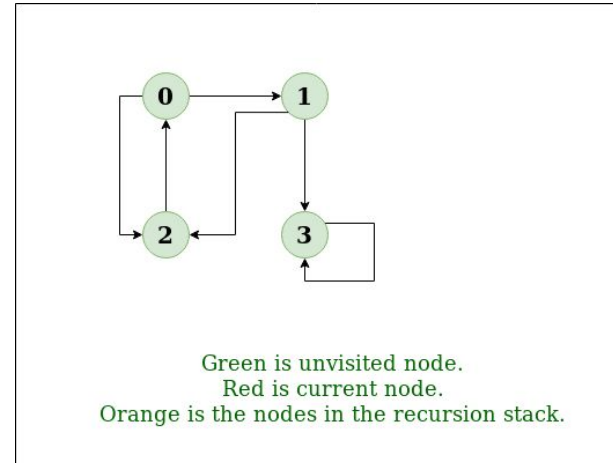 0 1
2 3
Green is unvisited node.
Red is current node.
Orange is the nodes in the recursion stack.